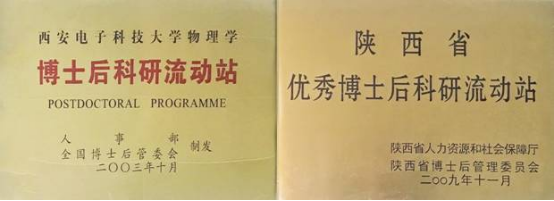 西安电子科技大学物理学
博士后科研流动站
POSTDOCTORAL PROGRAMME
人事部
全国博士后管委会
制发
二〇〇三年十月
陕西省
优秀博士后科研流动站
陕西省人力资源和社会保障厅
陕西省博士后管理委员会
二〇〇九年十一月